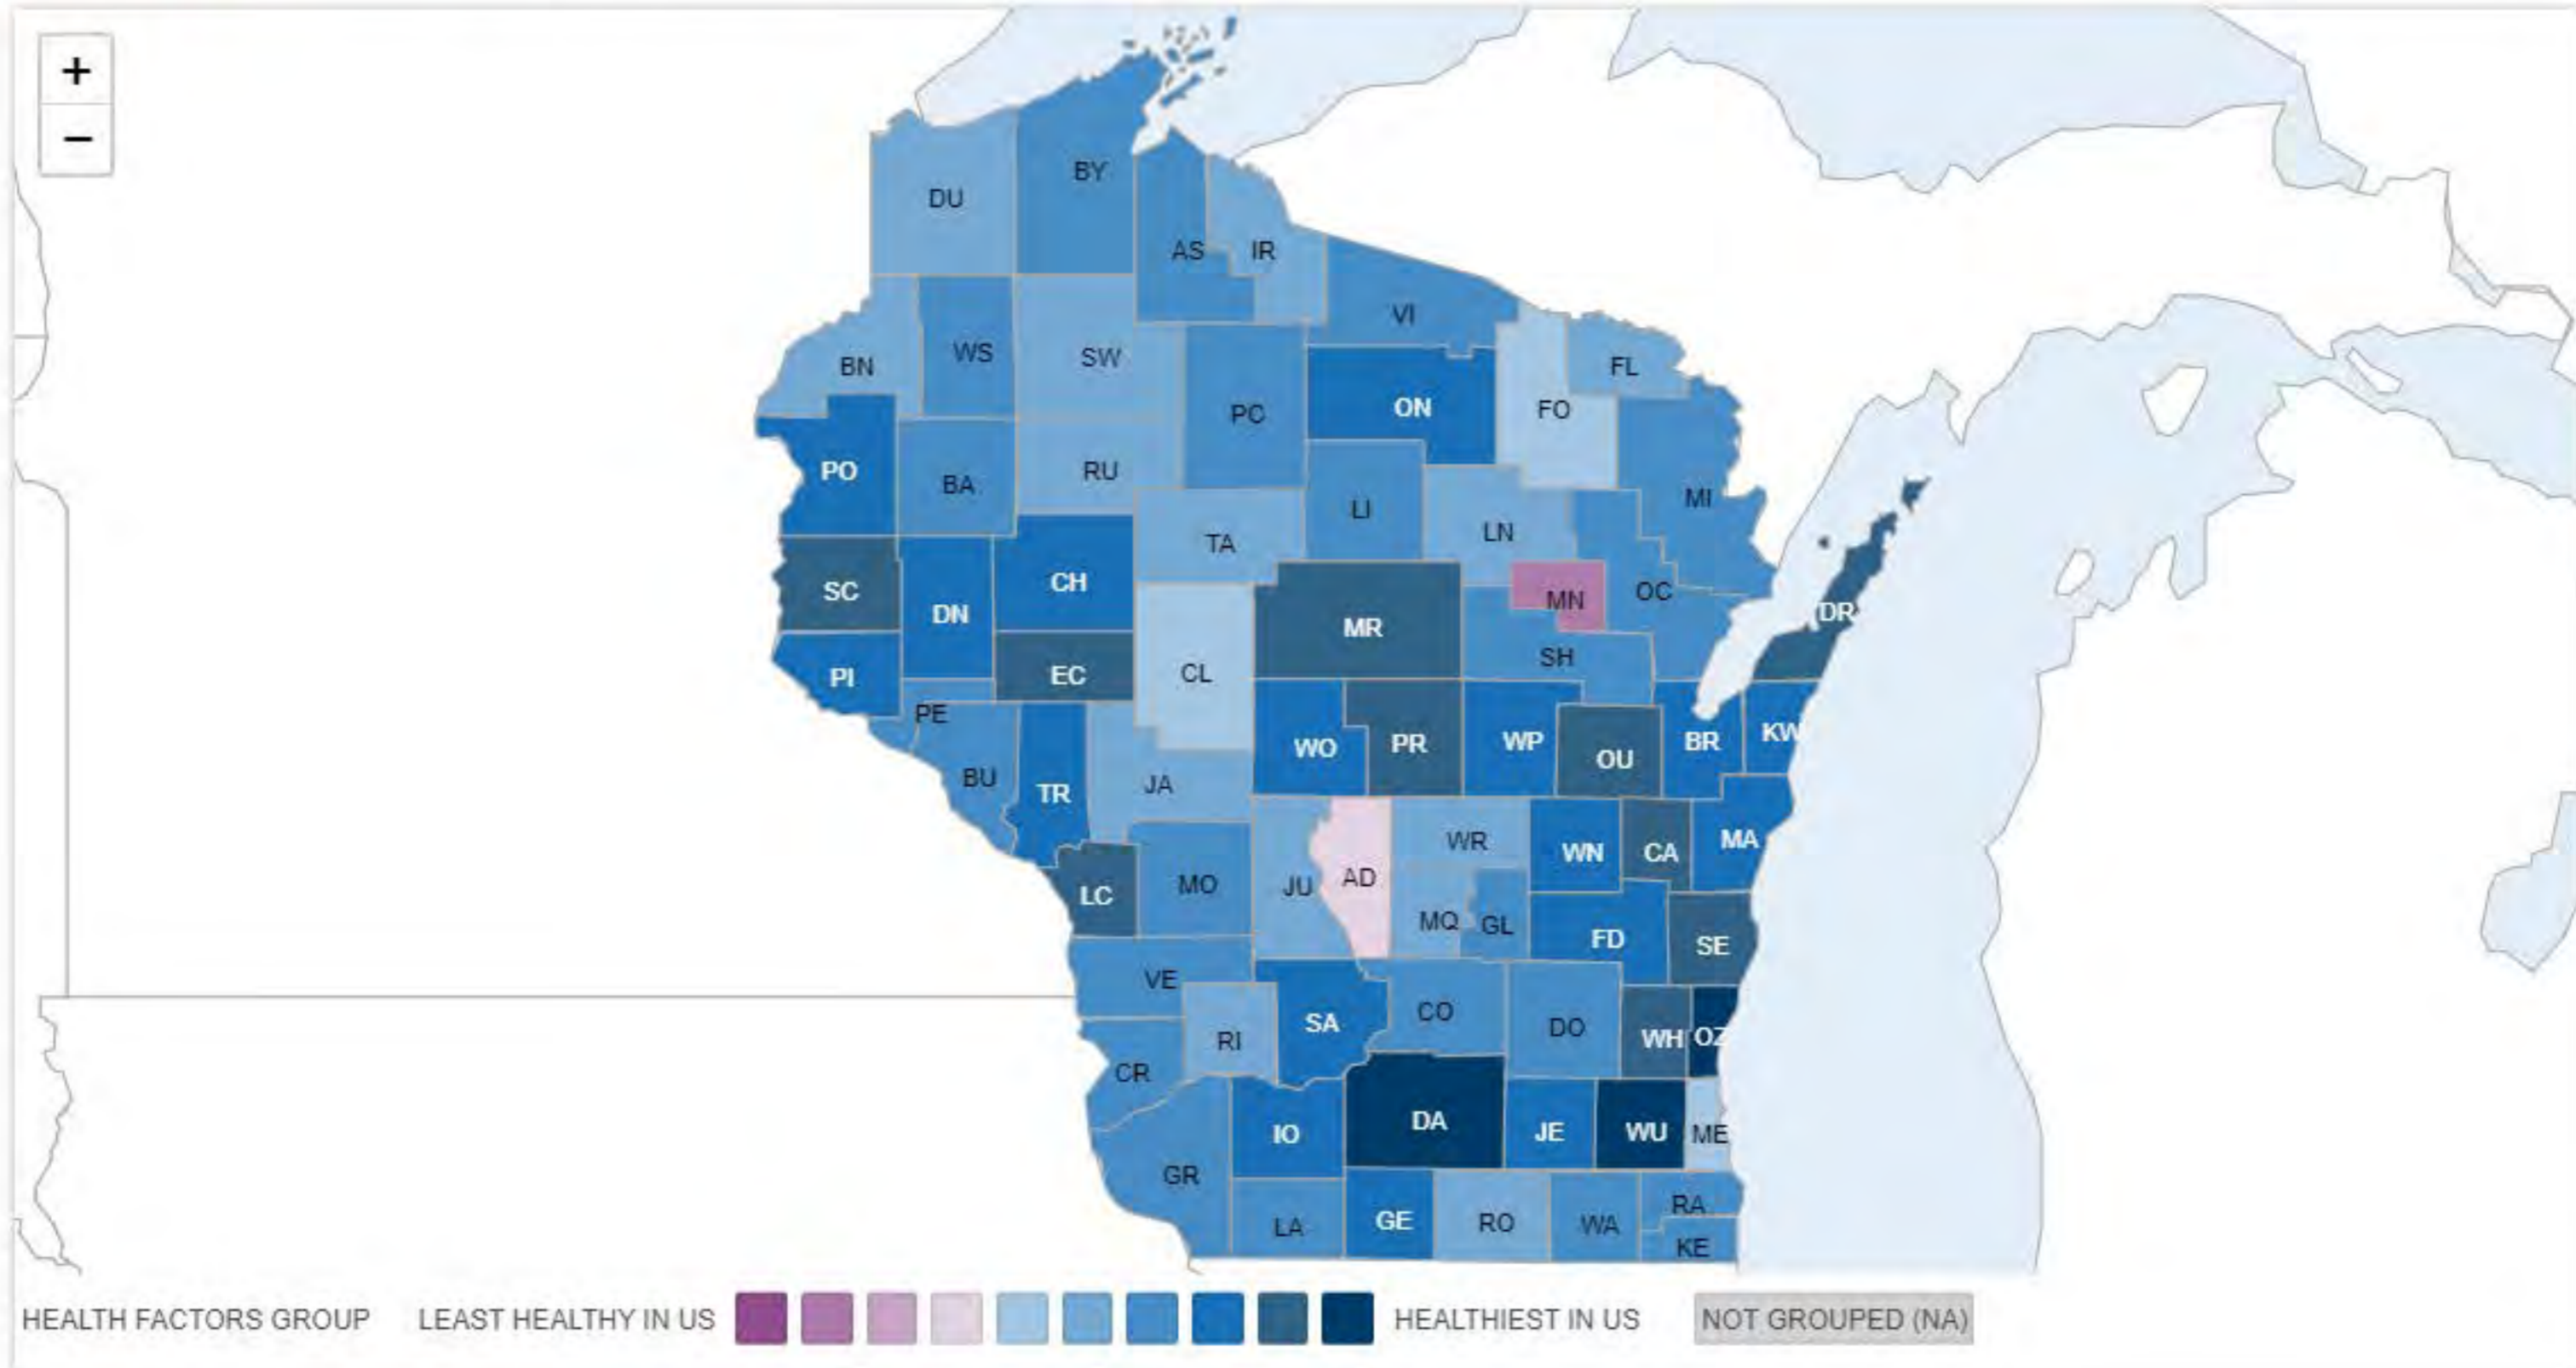 +
−
BY
DU
AS IR
VI
BN WS SW FL
PC ON FO
PO BA RU MI
LI LN
TA
SC DN CH MN OC
MR DR
PI EC CL SH
PE WO PR WP OU BR KW
BU TR JA
WR WN CA MA
LC MO JU AD MQ GL FD SE
VE
RI SA CO DO WH OZ
CR
IO DA JE WU ME
GR
LA GE RO WA RA
KE
HEALTH FACTORS GROUP LEAST HEALTHY IN US HEALTHIEST IN US NOT GROUPED (NA)